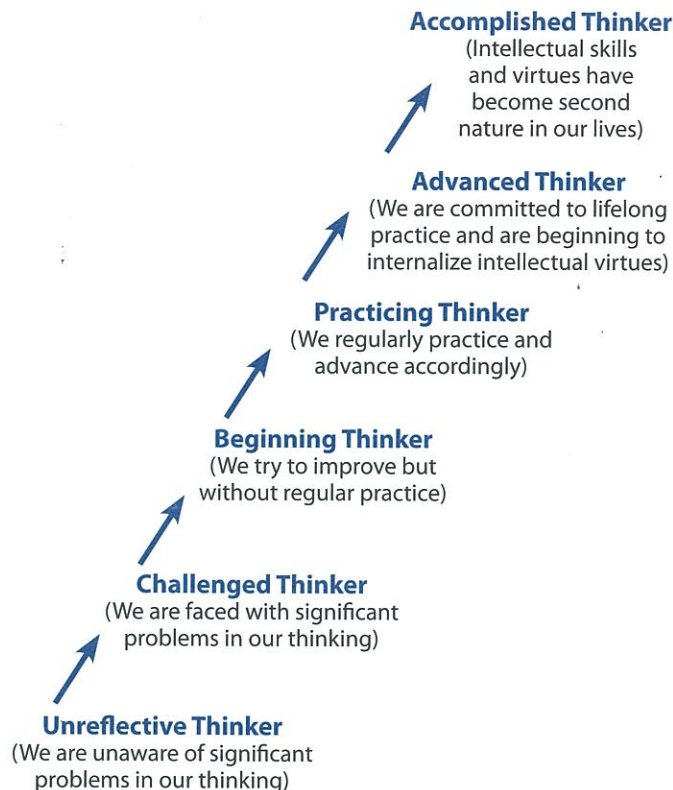 Accomplished Thinker
(Intellectual skills
and virtues have
become second
nature in our lives)
Advanced Thinker
(We are committed to lifelong
practice and are beginning to
internalize intellectual virtues)
Practicing Thinker
(We regularly practice and
advance accordingly)
Beginning Thinker
(We try to improve but
without regular practice)
Challenged Thinker
(We are faced with significant
problems in our thinking)
Unreflective Thinker
(We are unaware of significant
problems in our thinking)